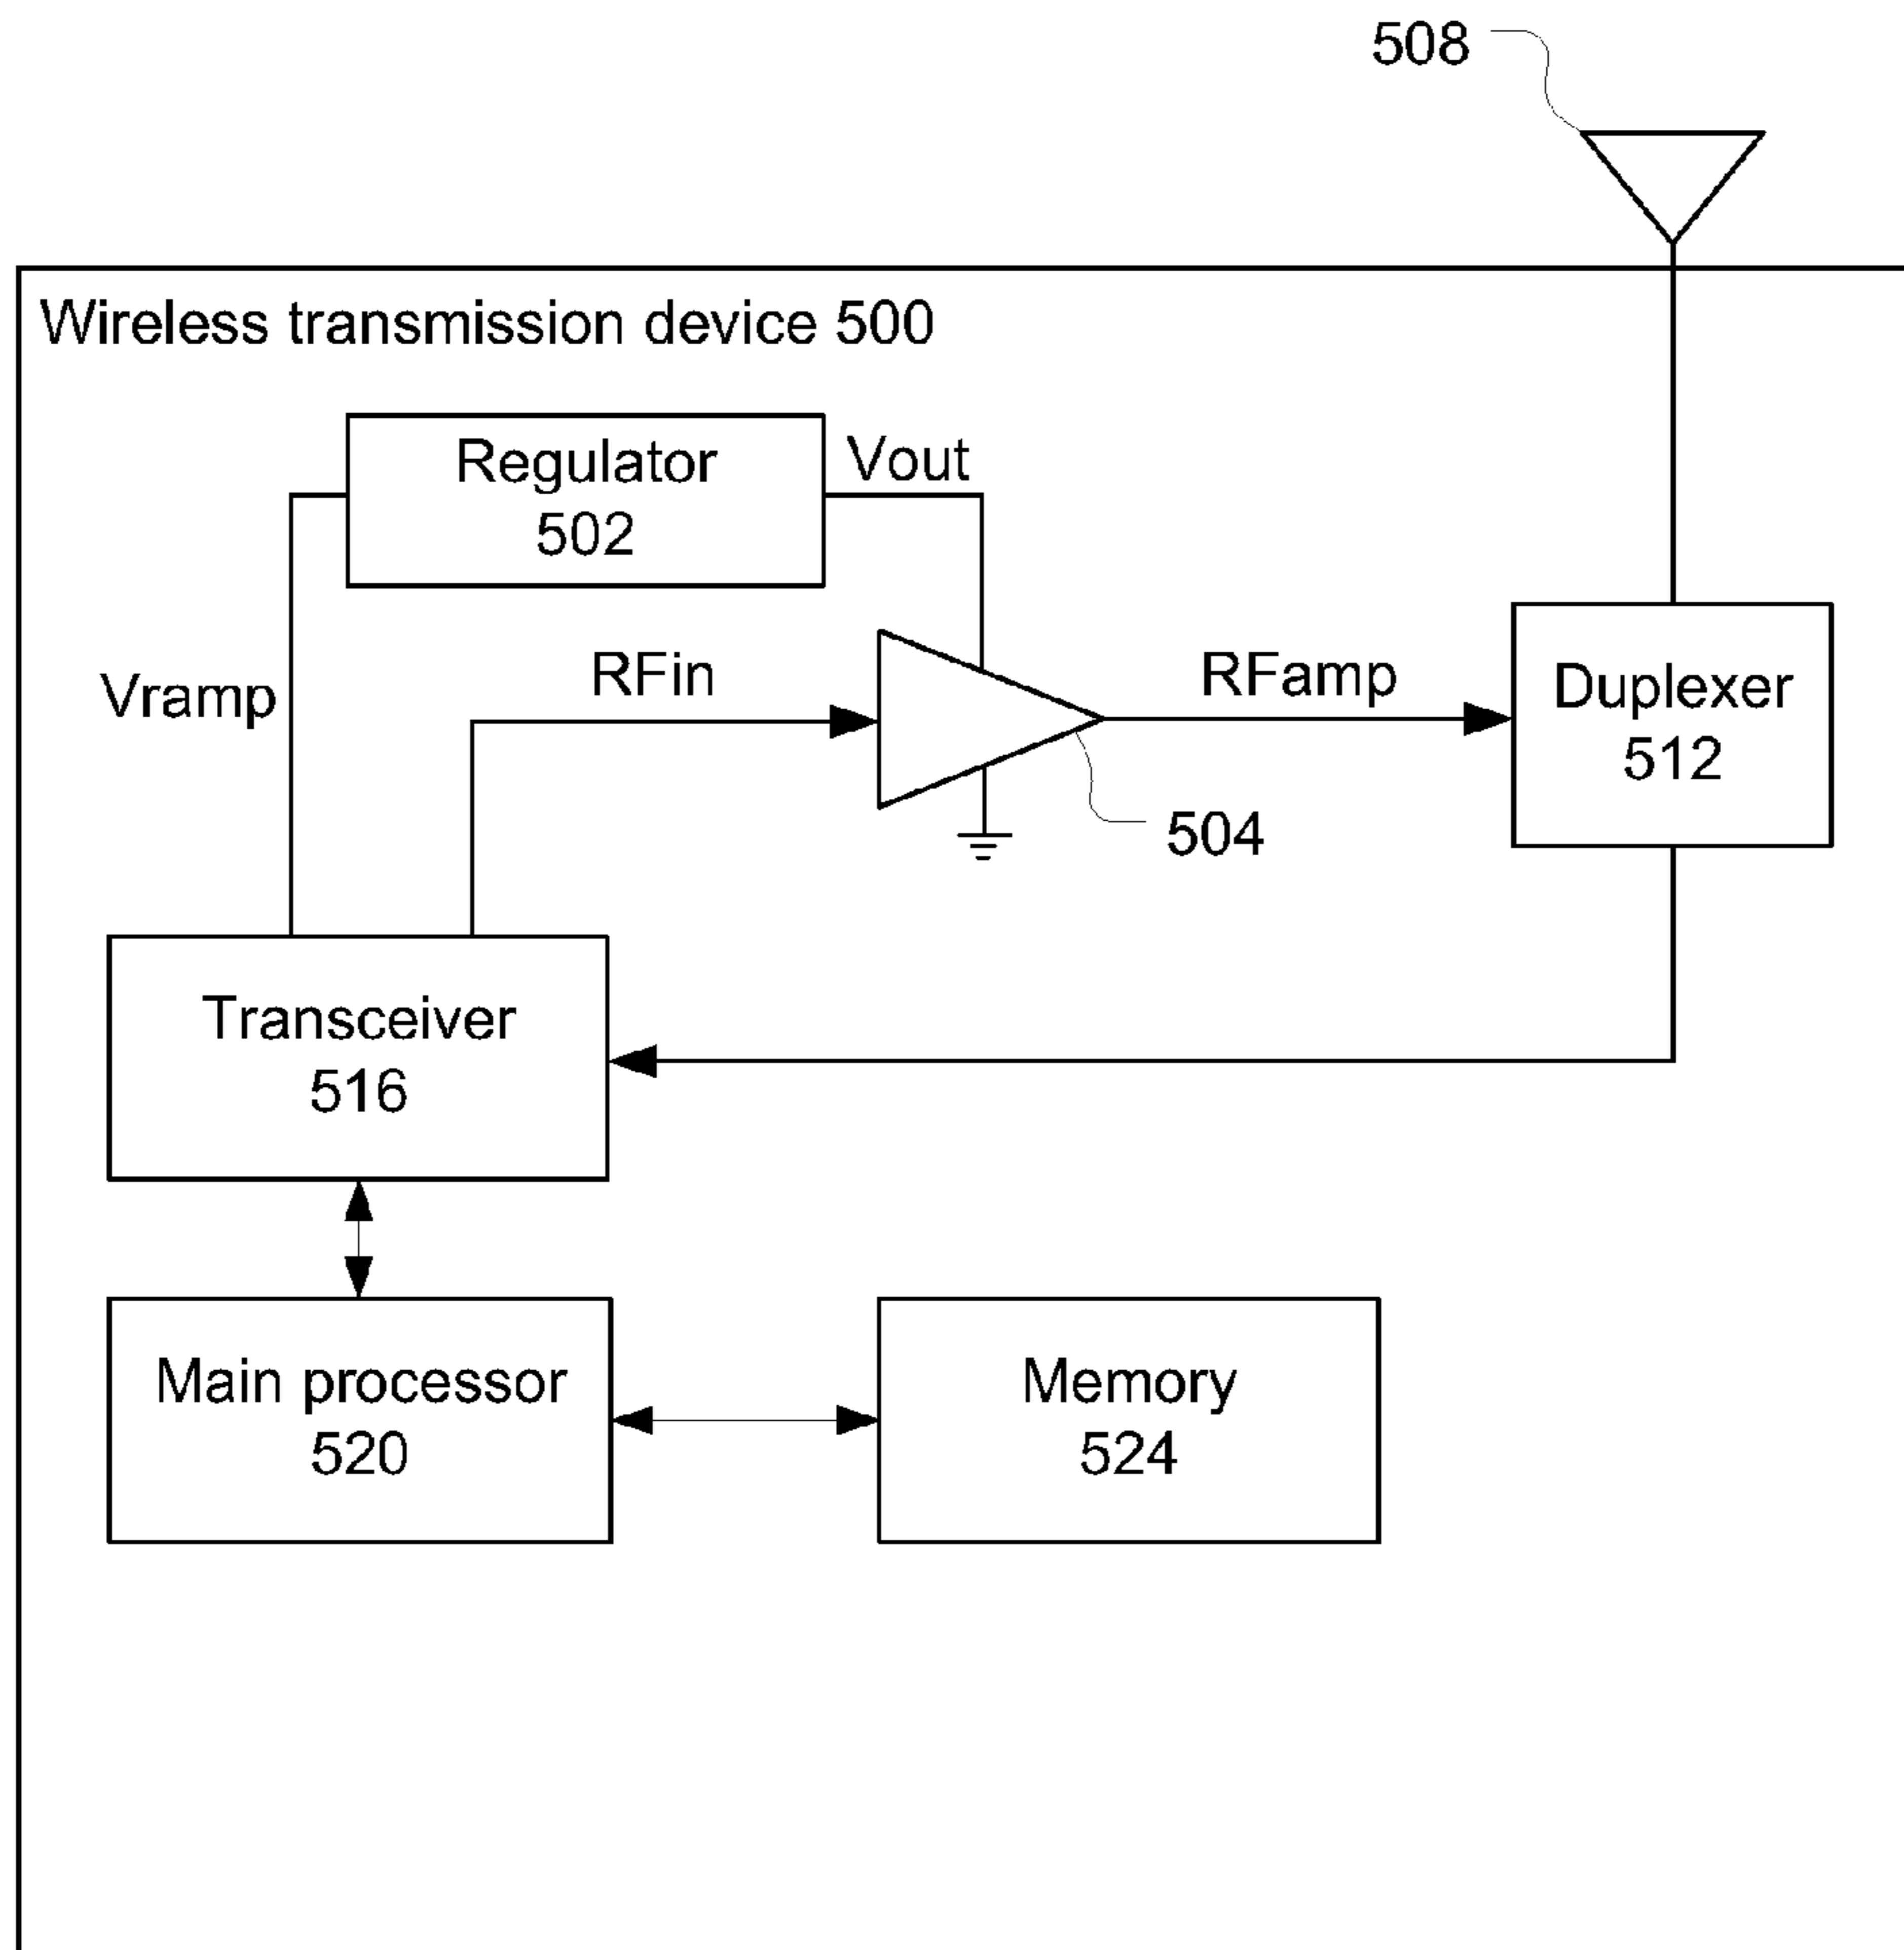 508
Wireless transmission device 500
Regulator
502
Vout
Vramp
RFin
RFamp
Duplexer
512
504
Transceiver
516
Main processor
520
Memory
524